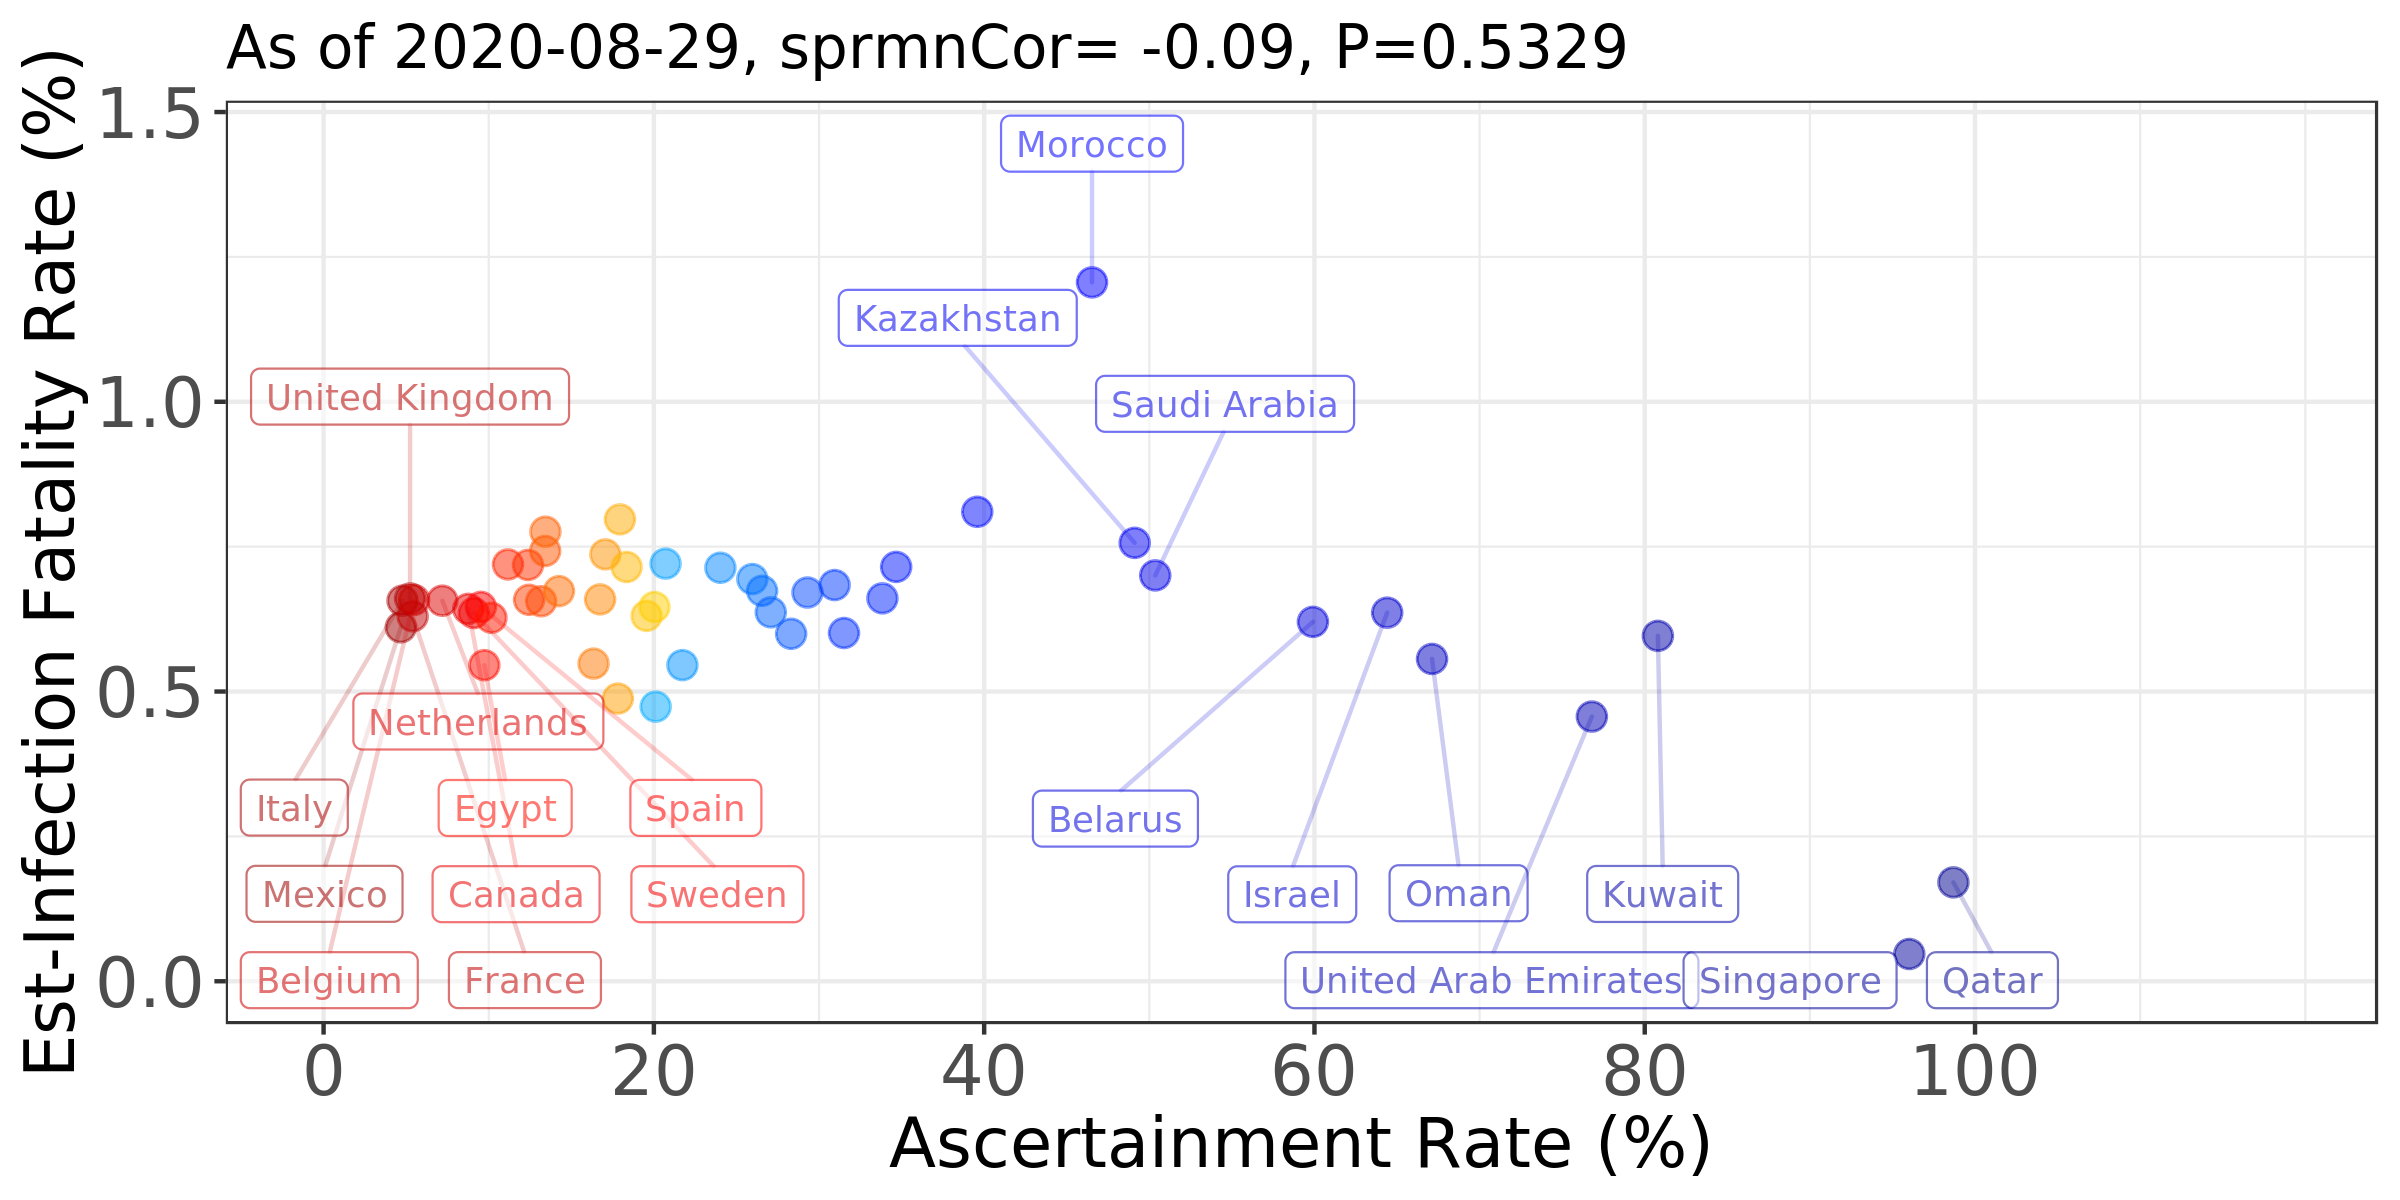 As of 2020-08-29, sprmnCor= -0.09, P=0.5329
Est-Infection Fatality Rate (%)
1.5
1.0
0.5
0.0
Morocco
Kazakhstan
United Kingdom
Saudi Arabia
Netherlands
Italy
Egypt
Spain
Belarus
Mexico
Canada
Sweden
Israel
Oman
Kuwait
Belgium
France
United Arab Emirates
Singapore
Qatar
0 20 40 60 80 100
Ascertainment Rate (%)